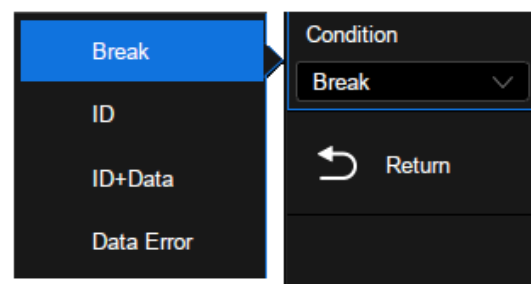 Break
ID
ID+Data
Data Error
Condition
Break
Return